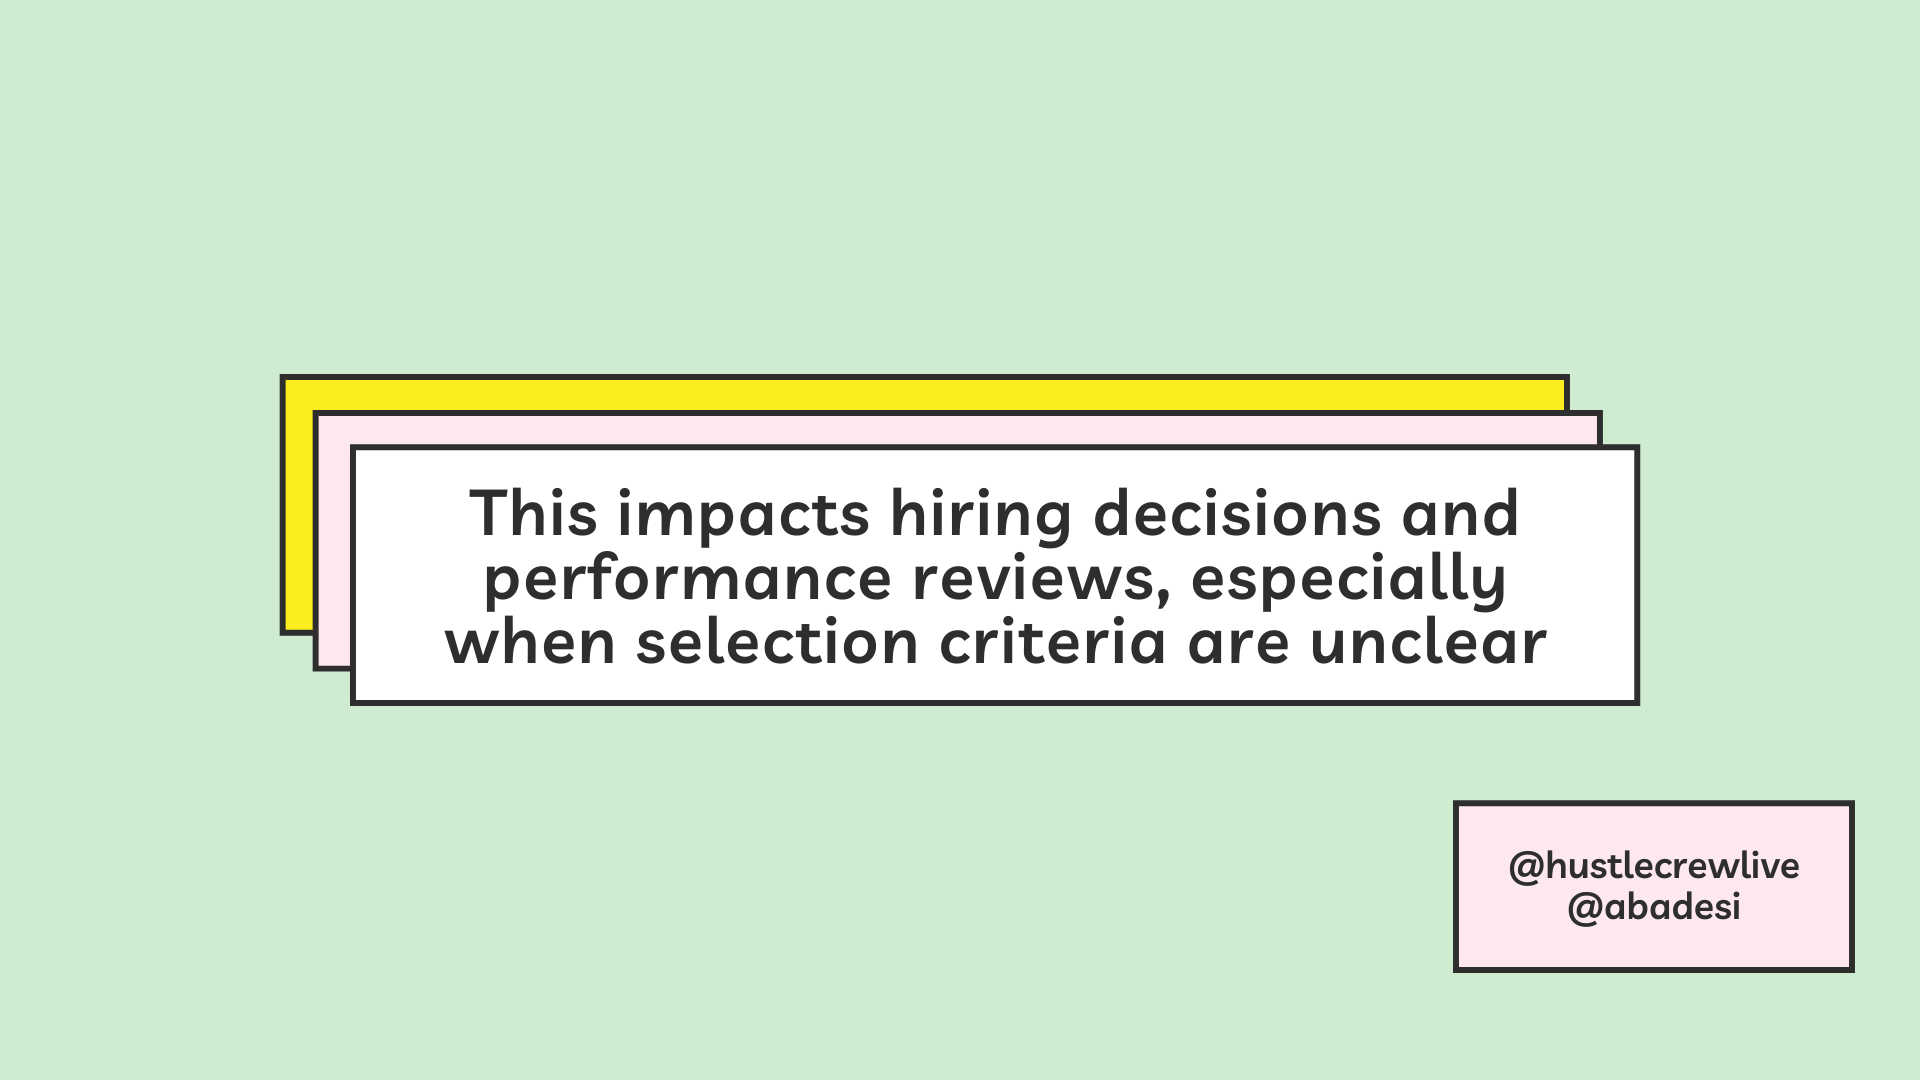 This impacts hiring decisions and
performance reviews, especially
when selection criteria are unclear
@hustlecrewlive
@abadesi